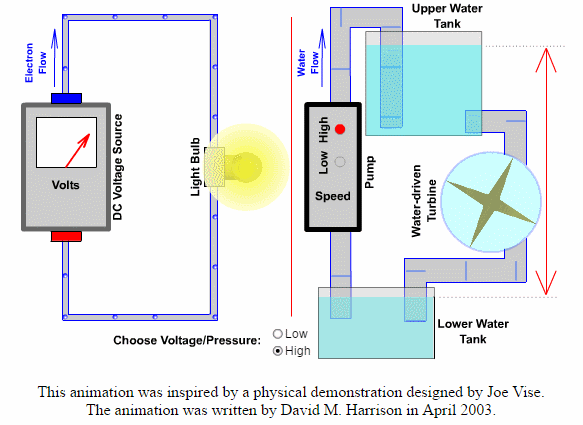 Electron
Flow
Volts
DC Voltage Source
Light Bulb
Water
Flow
Low High
Speed
Pump
Upper Water
Tank
Water-driven
Turbine
Lower Water
Tank
Choose Voltage/Pressure:
Low
High
This animation was inspired by a physical demonstration designed by Joe Vise.
The animation was written by David M. Harrison in April 2003.